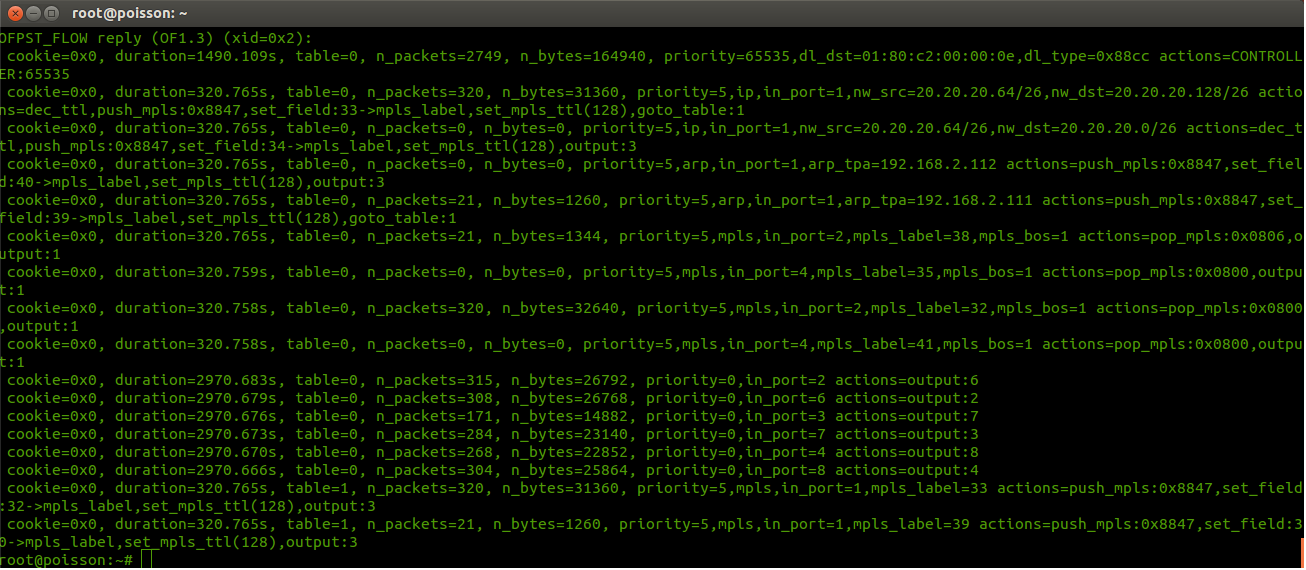 root@poisson: ~
OFPST_FLOW reply (OF1.3) (xid=0x2):
cookie=0x0, duration=1490.109s, table=0, n_packets=2749, n_bytes=164940, priority=65535,dl_dst=01:80:c2:00:00:0e,dl_type=0x88cc actions=CONTROLL
ER:65535
cookie=0x0, duration=320.765s, table=0, n_packets=320, n_bytes=31360, priority=5,ip,in_port=1,nw_src=20.20.20.64/26,nw_dst=20.20.20.128/26 actio
ns=dec_ttl,push_mpls:0x8847,set_field:33->mpls_label,set_mpls_ttl(128),goto_table:1
cookie=0x0, duration=320.765s, table=0, n_packets=0, n_bytes=0, priority=5,ip,in_port=1,nw_src=20.20.20.64/26,nw_dst=20.20.20.0/26 actions=dec_t
tl,push_mpls:0x8847,set_field:34->mpls_label,set_mpls_ttl(128),output:3
cookie=0x0, duration=320.765s, table=0, n_packets=0, n_bytes=0, priority=5,arp,in_port=1,arp_tpa=192.168.2.112 actions=push_mpls:0x8847,set_fiel
d:40->mpls_label,set_mpls_ttl(128),output:3
cookie=0x0, duration=320.765s, table=0, n_packets=21, n_bytes=1260, priority=5,arp,in_port=1,arp_tpa=192.168.2.111 actions=push_mpls:0x8847,set_
field:39->mpls_label,set_mpls_ttl(128),goto_table:1
cookie=0x0, duration=320.765s, table=0, n_packets=21, n_bytes=1344, priority=5,mpls,in_port=2,mpls_label=38,mpls_bos=1 actions=pop_mpls:0x0806,o
utput:1
cookie=0x0, duration=320.759s, table=0, n_packets=0, n_bytes=0, priority=5,mpls,in_port=4,mpls_label=35,mpls_bos=1 actions=pop_mpls:0x0800,outpu
t:1
cookie=0x0, duration=320.758s, table=0, n_packets=320, n_bytes=32640, priority=5,mpls,in_port=2,mpls_label=32,mpls_bos=1 actions=pop_mpls:0x0800
,output:1
cookie=0x0, duration=320.758s, table=0, n_packets=0, n_bytes=0, priority=5,mpls,in_port=4,mpls_label=41,mpls_bos=1 actions=pop_mpls:0x0800,outpu
t:1
cookie=0x0, duration=2970.683s, table=0, n_packets=315, n_bytes=26792, priority=0,in_port=2 actions=output:6
cookie=0x0, duration=2970.679s, table=0, n_packets=308, n_bytes=26768, priority=0,in_port=6 actions=output:2
cookie=0x0, duration=2970.676s, table=0, n_packets=171, n_bytes=14882, priority=0,in_port=3 actions=output:7
cookie=0x0, duration=2970.673s, table=0, n_packets=284, n_bytes=23140, priority=0,in_port=7 actions=output:3
cookie=0x0, duration=2970.670s, table=0, n_packets=268, n_bytes=22852, priority=0,in_port=4 actions=output:8
cookie=0x0, duration=2970.666s, table=0, n_packets=304, n_bytes=25864, priority=0,in_port=8 actions=output:4
cookie=0x0, duration=320.765s, table=1, n_packets=320, n_bytes=31360, priority=5,mpls,in_port=1,mpls_label=33 actions=push_mpls:0x8847,set_field
:32->mpls_label,set_mpls_ttl(128),output:3
cookie=0x0, duration=320.765s, table=1, n_packets=21, n_bytes=1260, priority=5,mpls,in_port=1,mpls_label=39 actions=push_mpls:0x8847,set_field:3
0->mpls_label,set_mpls_ttl(128),output:3
root@poisson:~#